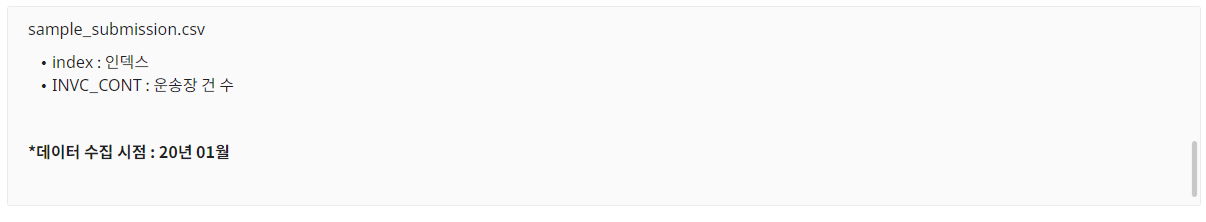 sample_submission.csv
• index : 인덱스
• INVC_CONT : 운송장 건 수
*데이터 수집 시점 : 20년 01월